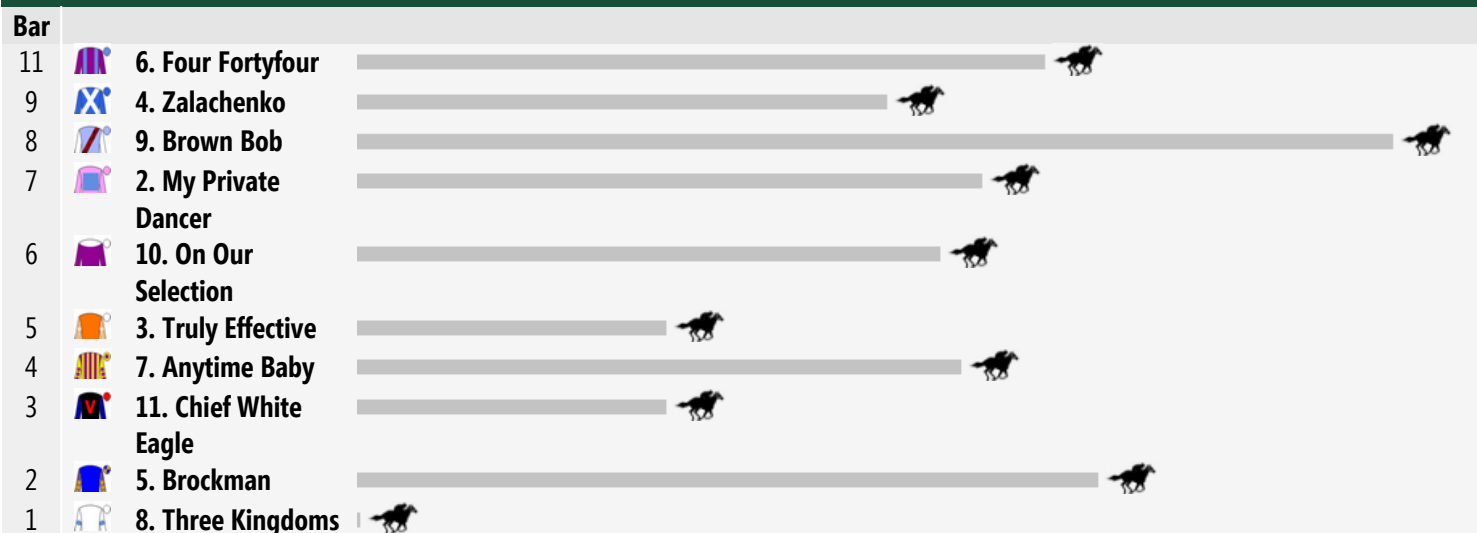 Bar
11 6. Four Fortyfour
9 4. Zalachenko
8 9. Brown Bob
7 2. My Private
Dancer
6 10. On Our
Selection
5 3. Truly Effective
4 7. Anytime Baby
3 V 11. Chief White
Eagle
2 5. Brockman
1 8. Three Kingdoms